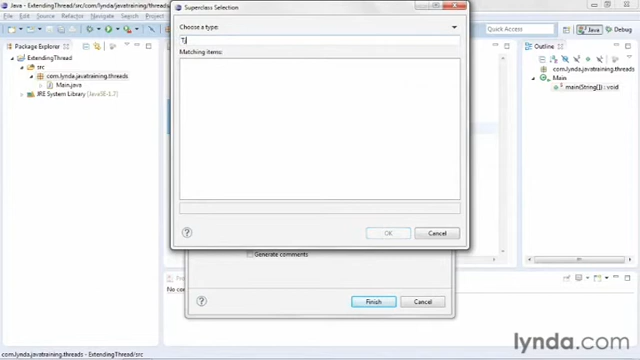 Java - ExtendingThread/src/com/lynda/javatraining/threads/
File Edit Source Refactor Navigate
Superclass Selection
Quick Access
Java
Debug
Package Explorer
ExtendingThread
src
com.lynda.javatraining.threads
Main.java
JRE System Library [JavaSE-1.7]
Choose a type:
Matching items:
OK
Cancel
Outline
com.lynda.javatraining.threads
Main
main(String[]) : void
Generate comments
Finish
Cancel
com.lynda.javatraining.threads - ExtendingThread/src
lynda.com